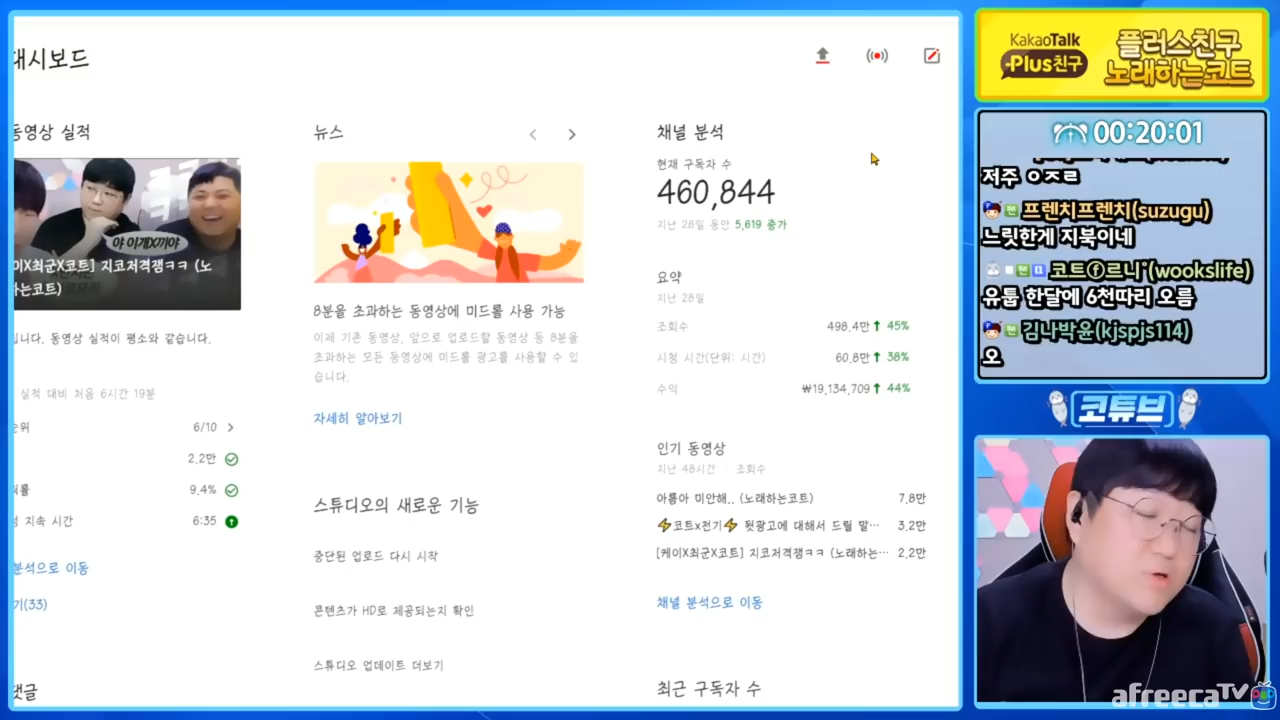 대시보드
동영상 실적
야 이개X끼야
이X최군X코트] 지코저격쟁ㅋㅋ (노
하는코트)
입니다. 동영상 실적이 평소와 같습니다.
실적 대비 처음 6시간 19분
순위 6/10
2.2만
9.4%
지속 시간 6:35
분석으로 이동
기(33)
댓글
뉴스
8분을 초과하는 동영상에 미드롤 사용 가능
이제 기존 동영상, 앞으로 업로드할 동영상 등 8분을
초과하는 모든 동영상에 미드롤 광고를 사용할 수 있
습니다.
자세히 알아보기
스튜디오의 새로운 기능
중단된 업로드 다시 시작
콘텐츠가 HD로 제공되는지 확인
스튜디오 업데이트 더보기
채널 분석
현재 구독자 수
460,844
지난 28일 동안 5,619 증가
요약
지난 28일
조회수 498.4만 45%
시청 시간(단위: 시간) 60.8만 38%
수익 ₩19,134,709 44%
인기 동영상
지난 48시간 · 조회수
아름아 미안해.. (노래하는코트) 7.8만
⚡코트x전기⚡ 뒷광고에 대해서 드릴 말… 3.2만
[케이X최군X코트] 지코저격쟁ㅋㅋ (노래하는… 2.2만
채널 분석으로 이동
최근 구독자 수
KakaoTalk
Plus친구
플러스친구
노래하는코트
00:20:01
저주 ㅇㅈㄹ
팬 프렌치프렌치(suzugu)
느릿한게 지북이네
팬 코트ⓕ르니˚(wookslife)
유툽 한달에 6천따리 오름
팬 김나박윤(kjspjs114)
오
코튜브
afreecaTV